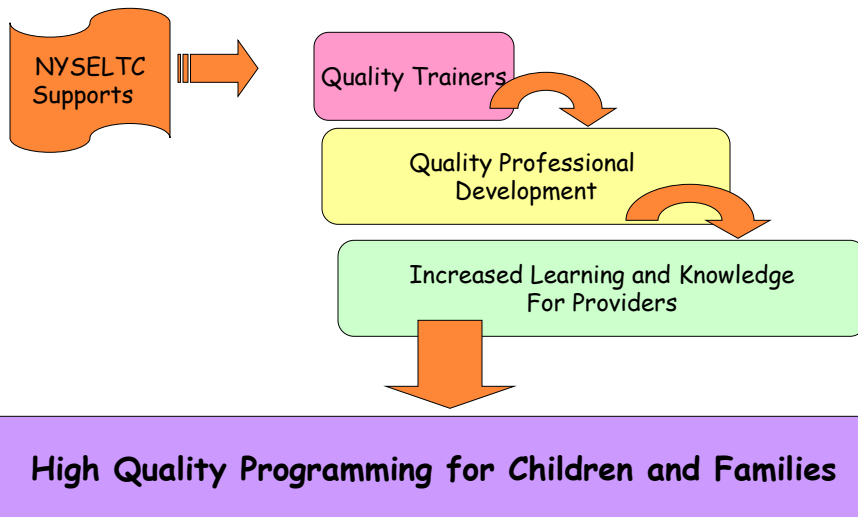 NYSELTC
Supports
Quality Trainers
Quality Professional
Development
Increased Learning and Knowledge
For Providers
High Quality Programming for Children and Families